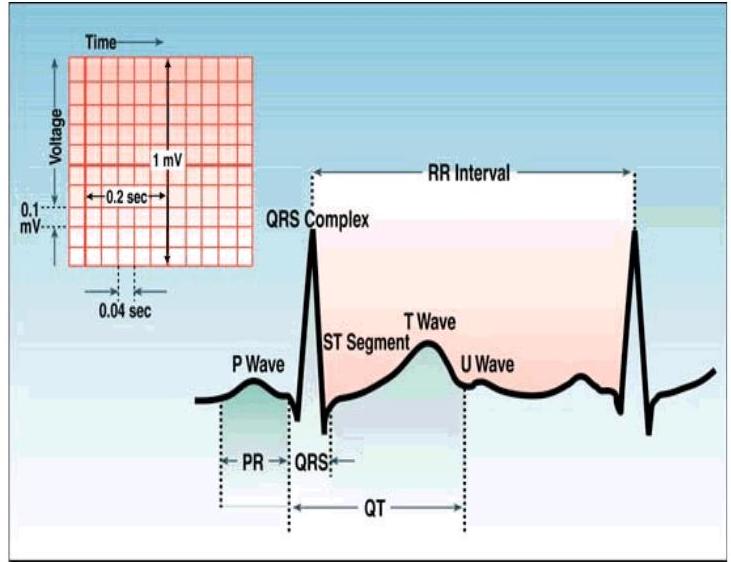 Time
Voltage
1 mV
0.2 sec
0.1
mV
0.04 sec
RR Interval
QRS Complex
T Wave
ST Segment
P Wave
U Wave
PR
QRS
QT